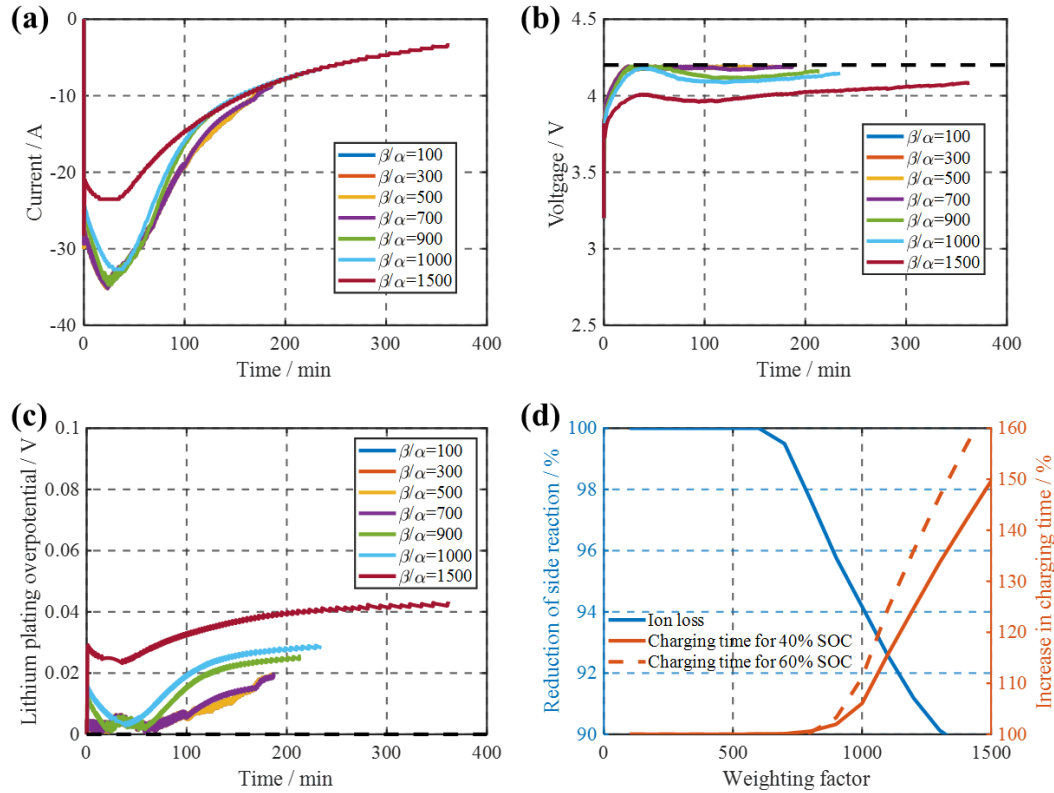 (a)
0
-10
-20
-30
-40
Current / A
β/α=100
β/α=300
β/α=500
β/α=700
β/α=900
β/α=1000
β/α=1500
0
100
200
300
400
Time / min
(b)
4.5
4
3.5
3
2.5
Voltgage / V
β/α=100
β/α=300
β/α=500
β/α=700
β/α=900
β/α=1000
β/α=1500
0
100
200
300
400
Time / min
(c)
0.1
0.08
0.06
0.04
0.02
0
Lithium plating overpotential / V
β/α=100
β/α=300
β/α=500
β/α=700
β/α=900
β/α=1000
β/α=1500
0
100
200
300
400
Time / min
(d)
100
98
96
94
92
90
Reduction of side reaction / %
Ion loss
Charging time for 40% SOC
Charging time for 60% SOC
160
150
140
130
120
110
100
Increase in charging time / %
0
500
1000
1500
Weighting factor